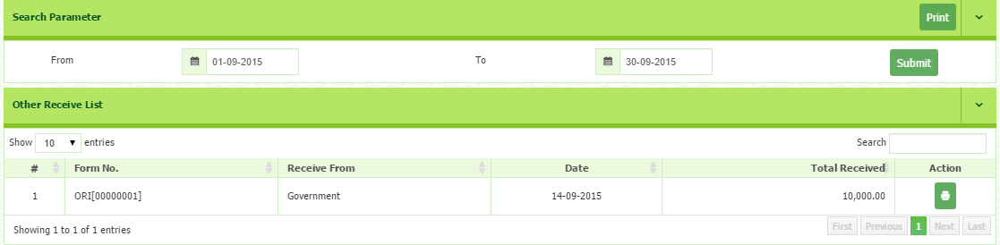 Search Parameter Print
From 01-09-2015 To 30-09-2015 Submit
Other Receive List
Show 10 entries Search
# Form No. Receive From Date Total Received Action
1 ORI[00000001] Government 14-09-2015 10,000.00
Showing 1 to 1 of 1 entries First Previous 1 Next Last